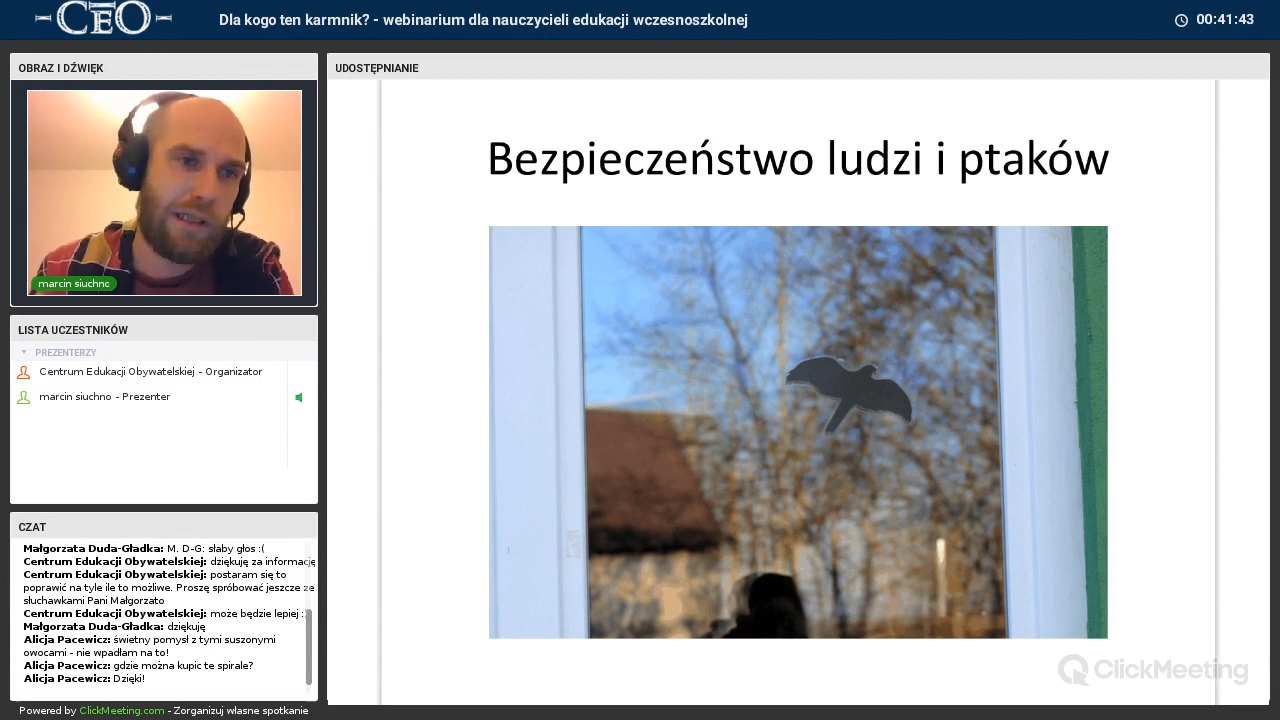 CEO
Dla kogo ten karmnik? - webinarium dla nauczycieli edukacji wczesnoszkolnej
00:41:43
OBRAZ I DŹWIĘK
marcin siuchno
LISTA UCZESTNIKÓW
PREZENTERZY
Centrum Edukacji Obywatelskiej - Organizator
marcin siuchno - Prezenter
CZAT
Małgorzata Duda-Gładka: M. D-G: słaby głos :(
Centrum Edukacji Obywatelskiej: dziękuję za informację
Centrum Edukacji Obywatelskiej: postaram się to
poprawić na tyle ile to możliwe. Proszę spróbować jeszcze ze
słuchawkami Pani Małgorzato
Centrum Edukacji Obywatelskiej: może będzie lepiej :)
Małgorzata Duda-Gładka: dziękuję
Alicja Pacewicz: świetny pomysł z tymi suszonymi
owocami - nie wpadłam na to!
Alicja Pacewicz: gdzie można kupic te spirale?
Alicja Pacewicz: Dzięki!
Powered by ClickMeeting.com - Zorganizuj własne spotkanie
UDOSTĘPNIANIE
Bezpieczeństwo ludzi i ptaków
ClickMeeting